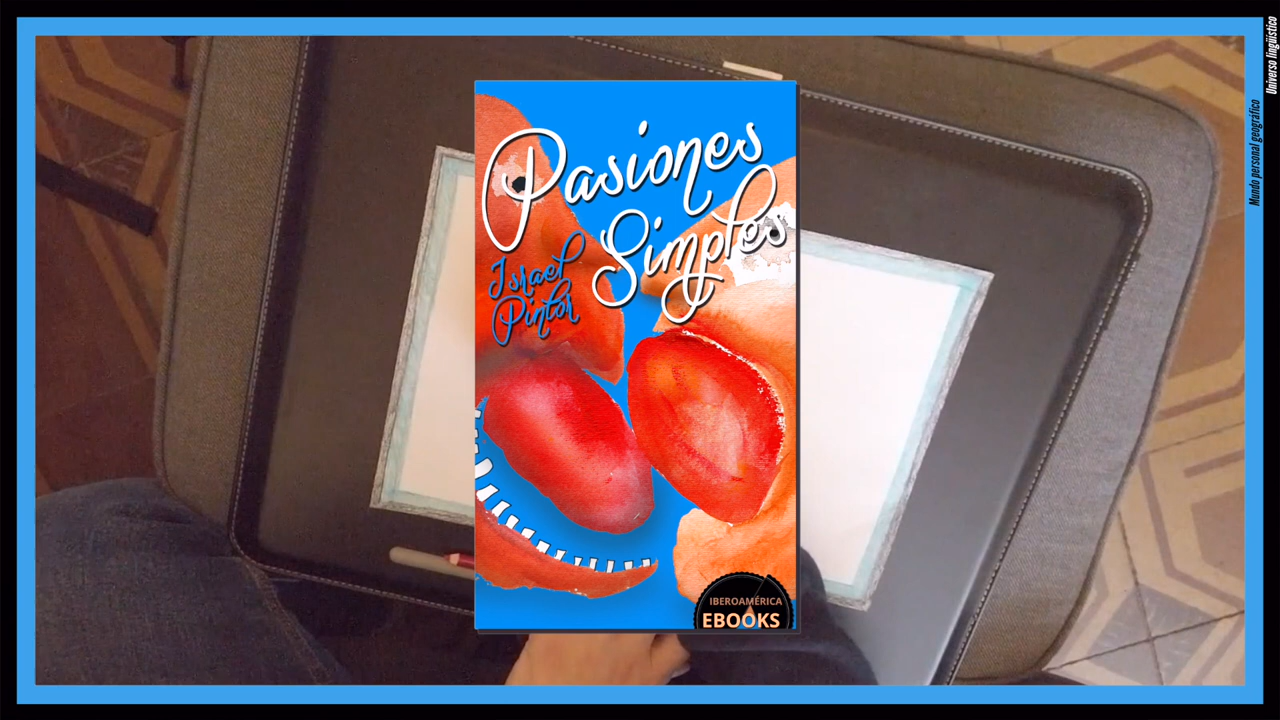 Pasiones
Simples
Israel
Pintor
IBEROAMÉRICA
EBOOKS
Universo lingüístico
Mundo personal geográfico